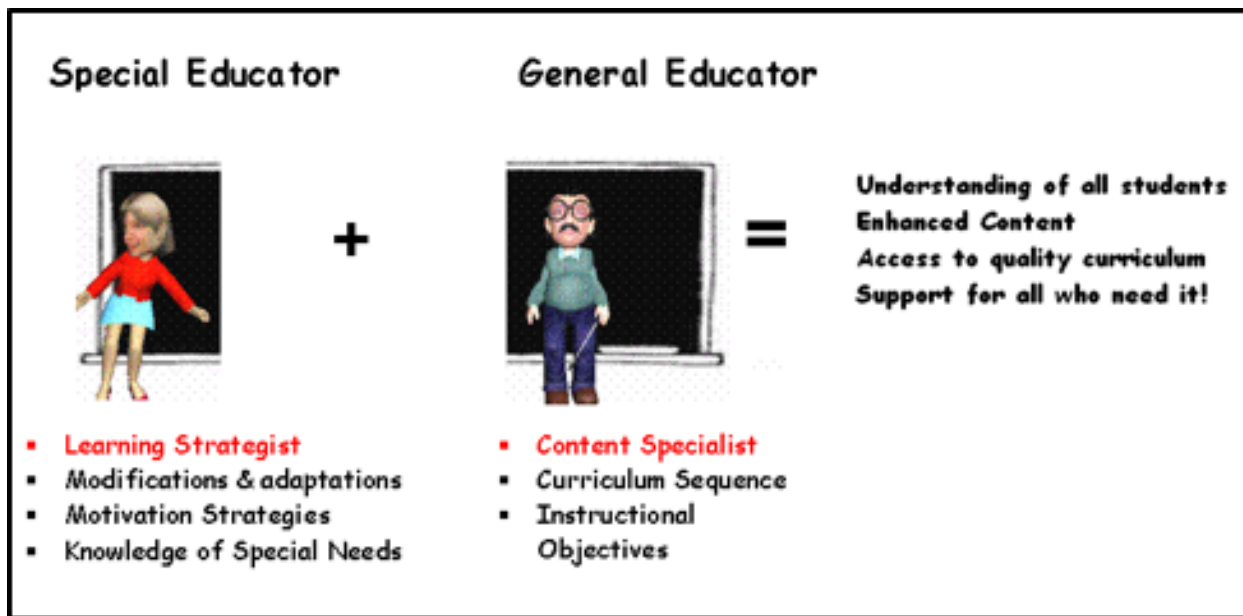 Special Educator
General Educator
+
=
Understanding of all students
Enhanced Content
Access to quality curriculum
Support for all who need it!
▪ Learning Strategist
▪ Modifications & adaptations
▪ Motivation Strategies
▪ Knowledge of Special Needs
▪ Content Specialist
▪ Curriculum Sequence
▪ Instructional
Objectives